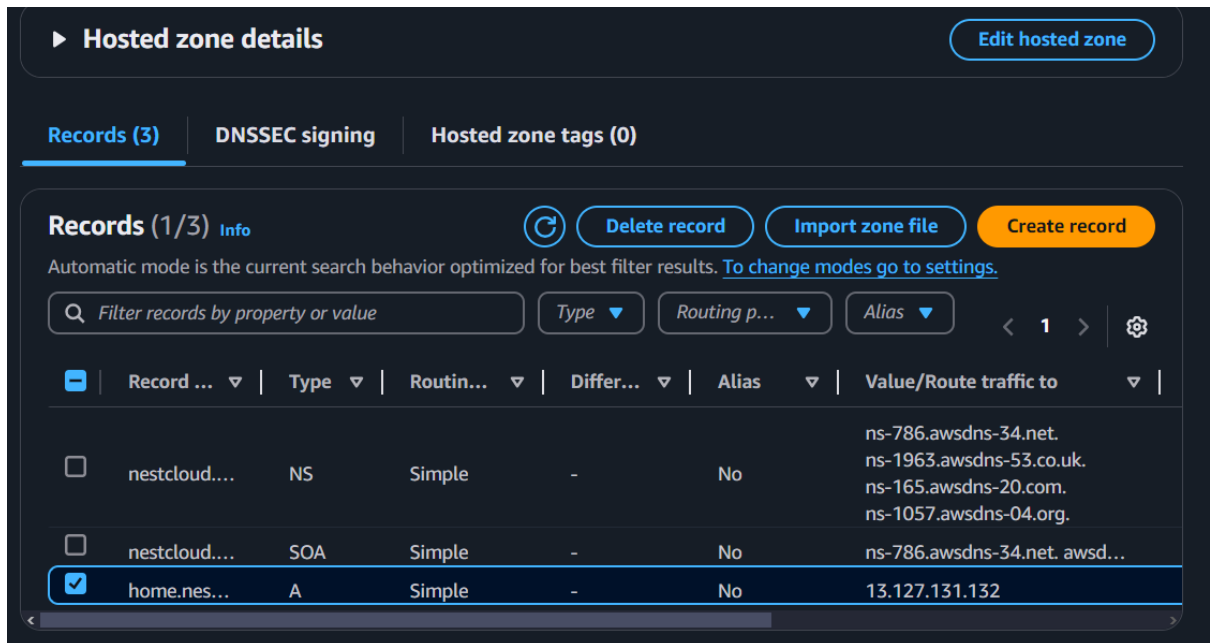 Hosted zone details
Edit hosted zone
Records (3)
DNSSEC signing
Hosted zone tags (0)
Records (1/3) Info
Delete record
Import zone file
Create record
Automatic mode is the current search behavior optimized for best filter results. To change modes go to settings.
Filter records by property or value
Type
Routing p...
Alias
1
Record ... Type Routin... Differ... Alias Value/Route traffic to
ns-786.awsdns-34.net.
ns-1963.awsdns-53.co.uk.
nestcloud.... NS Simple - No
ns-165.awsdns-20.com.
ns-1057.awsdns-04.org.
nestcloud.... SOA Simple - No ns-786.awsdns-34.net. awsd...
home.nes... A Simple - No 13.127.131.132